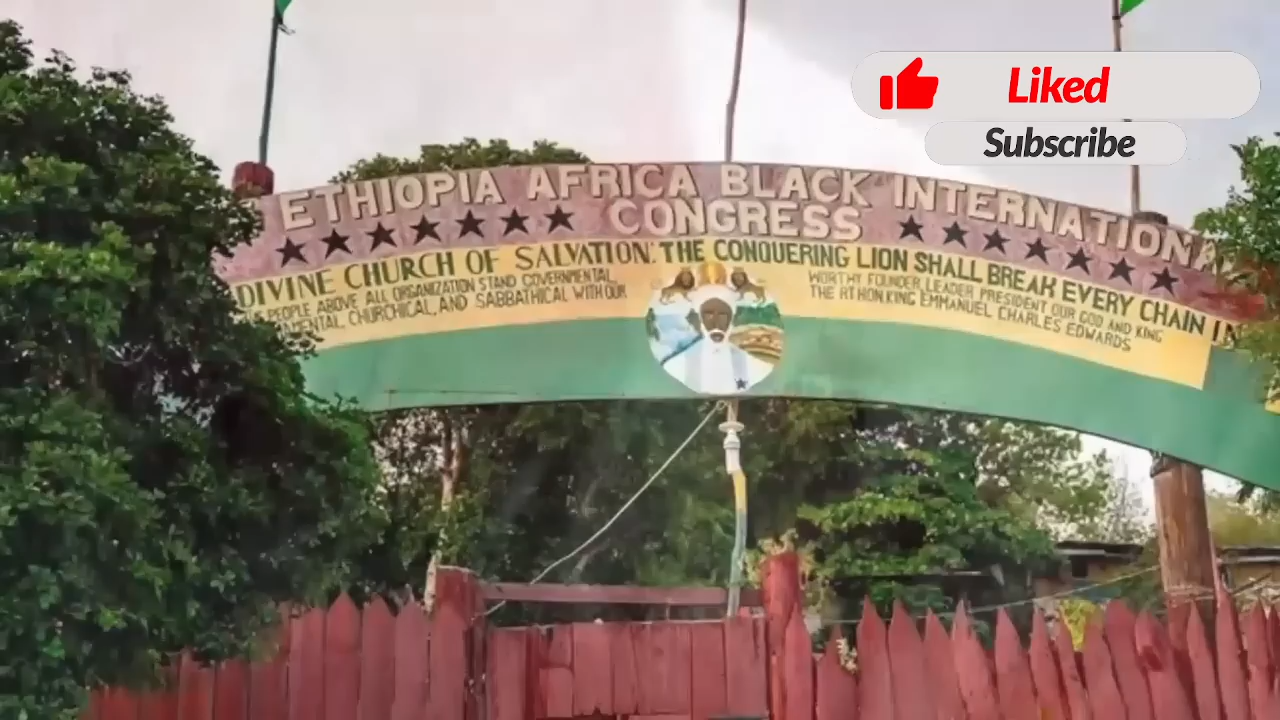 Liked
Subscribe
ETHIOPIA AFRICA BLACK INTERNATIONA
CONGRESS
DIVINE CHURCH OF SALVATION: THE CONQUERING LION SHALL BREAK EVERY CHAIN IN
PEOPLE ABOVE ALL ORGANIZATION STAND GOVERNMENTAL,
AMENTAL, CHURCHICAL, AND SABBATHICAL WITH OUR
WORTHY FOUNDER, LEADER, PRESIDENT OUR GOD AND KING
THE RT HON KING EMMANUEL CHARLES EDWARDS